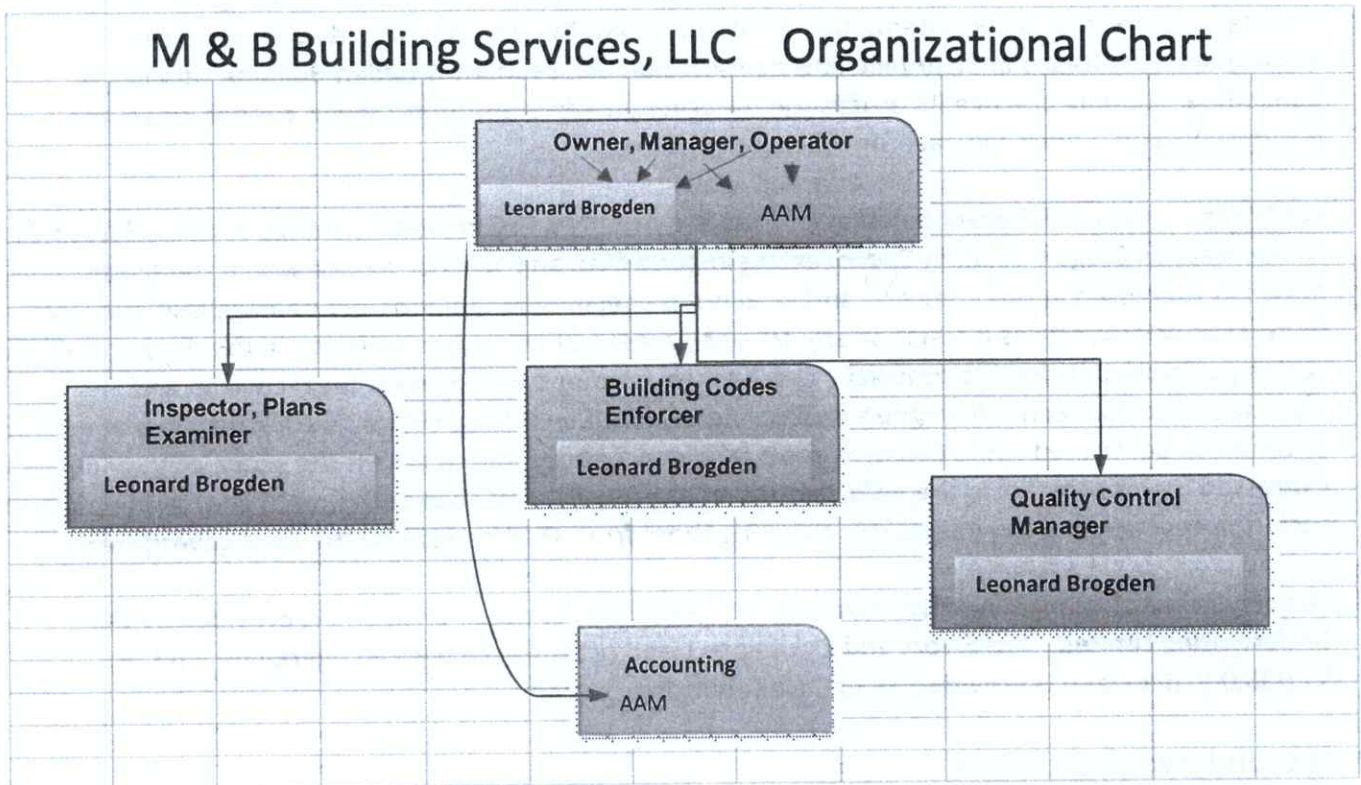 M & B Building Services, LLC Organizational Chart
Owner, Manager, Operator
Leonard Brogden
AAM
Inspector, Plans
Examiner
Leonard Brogden
Building Codes
Enforcer
Leonard Brogden
Quality Control
Manager
Leonard Brogden
Accounting
AAM